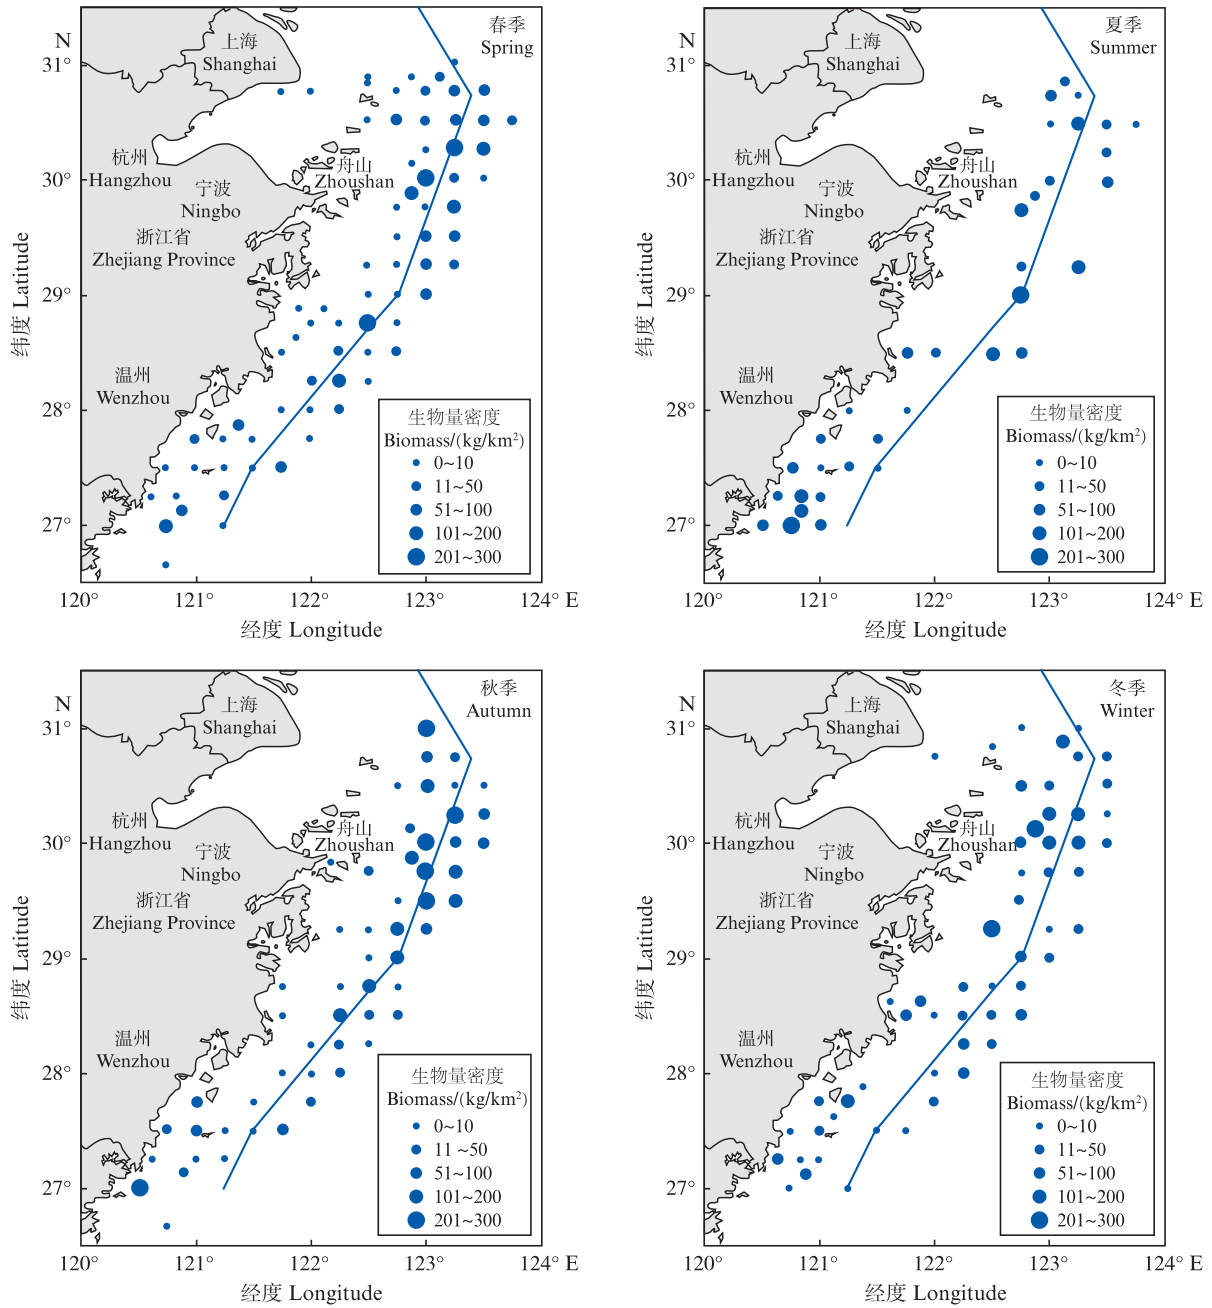 春季
Spring
N
31°
30°
29°
28°
27°
纬度 Latitude
上海
Shanghai
杭州
Hangzhou
舟山
Zhoushan
宁波
Ningbo
浙江省
Zhejiang Province
温州
Wenzhou
生物量密度
Biomass/(kg/km²)
0~10
11~50
51~100
101~200
201~300
120°
121°
122°
123°
124° E
经度 Longitude
夏季
Summer
N
31°
30°
29°
28°
27°
纬度 Latitude
上海
Shanghai
杭州
Hangzhou
舟山
Zhoushan
宁波
Ningbo
浙江省
Zhejiang Province
温州
Wenzhou
生物量密度
Biomass/(kg/km²)
0~10
11~50
51~100
101~200
201~300
120°
121°
122°
123°
124° E
经度 Longitude
秋季
Autumn
N
31°
30°
29°
28°
27°
纬度 Latitude
上海
Shanghai
杭州
Hangzhou
舟山
Zhoushan
宁波
Ningbo
浙江省
Zhejiang Province
温州
Wenzhou
生物量密度
Biomass/(kg/km²)
0~10
11 ~50
51~100
101~200
201~300
120°
121°
122°
123°
124° E
经度 Longitude
冬季
Winter
N
31°
30°
29°
28°
27°
纬度 Latitude
上海
Shanghai
杭州
Hangzhou
舟山
Zhoushan
宁波
Ningbo
浙江省
Zhejiang Province
温州
Wenzhou
生物量密度
Biomass/(kg/km²)
0~10
11~50
51~100
101~200
201~300
120°
121°
122°
123°
124° E
经度 Longitude